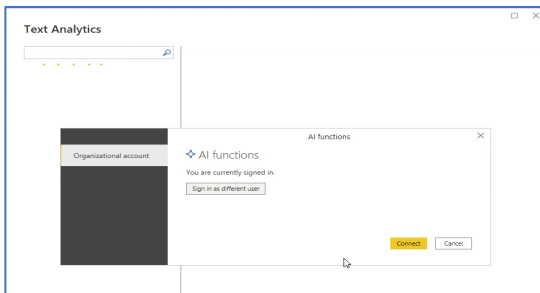 Text Analytics
AI functions
Organizational account
AI functions
You are currently signed in.
Sign in as different user
Connect
Cancel